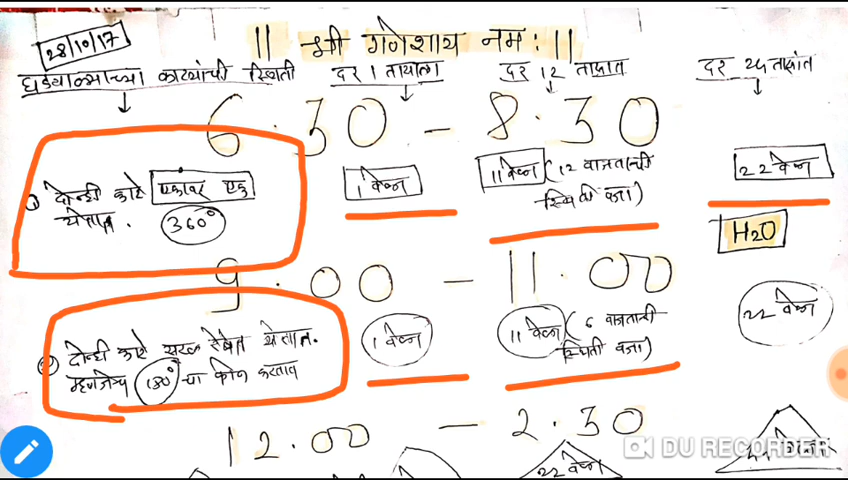 28/10/17
|| श्री गणेशाय नमः ||
घड्याळाच्या काट्यांची स्थिती दर 1 तासाला दर 12 तासात दर 24 तासांत
6.30 - 8.30
1) दोन्ही काटे एकावर एक 1 वेळा 11 वेळा (12 वाजताची 22 वेळा
येतात. 360° स्थिती वजा)
H2O
9.00 - 11.00
2) दोन्ही काटे सरळ रेषेत येतात. 1 वेळा 11 वेळा (6 वाजताची 22 वेळा
म्हणजेच 180° चा कोन करतात स्थिती वजा)
12.00 - 2.30
DU RECORDER
22 वेळा